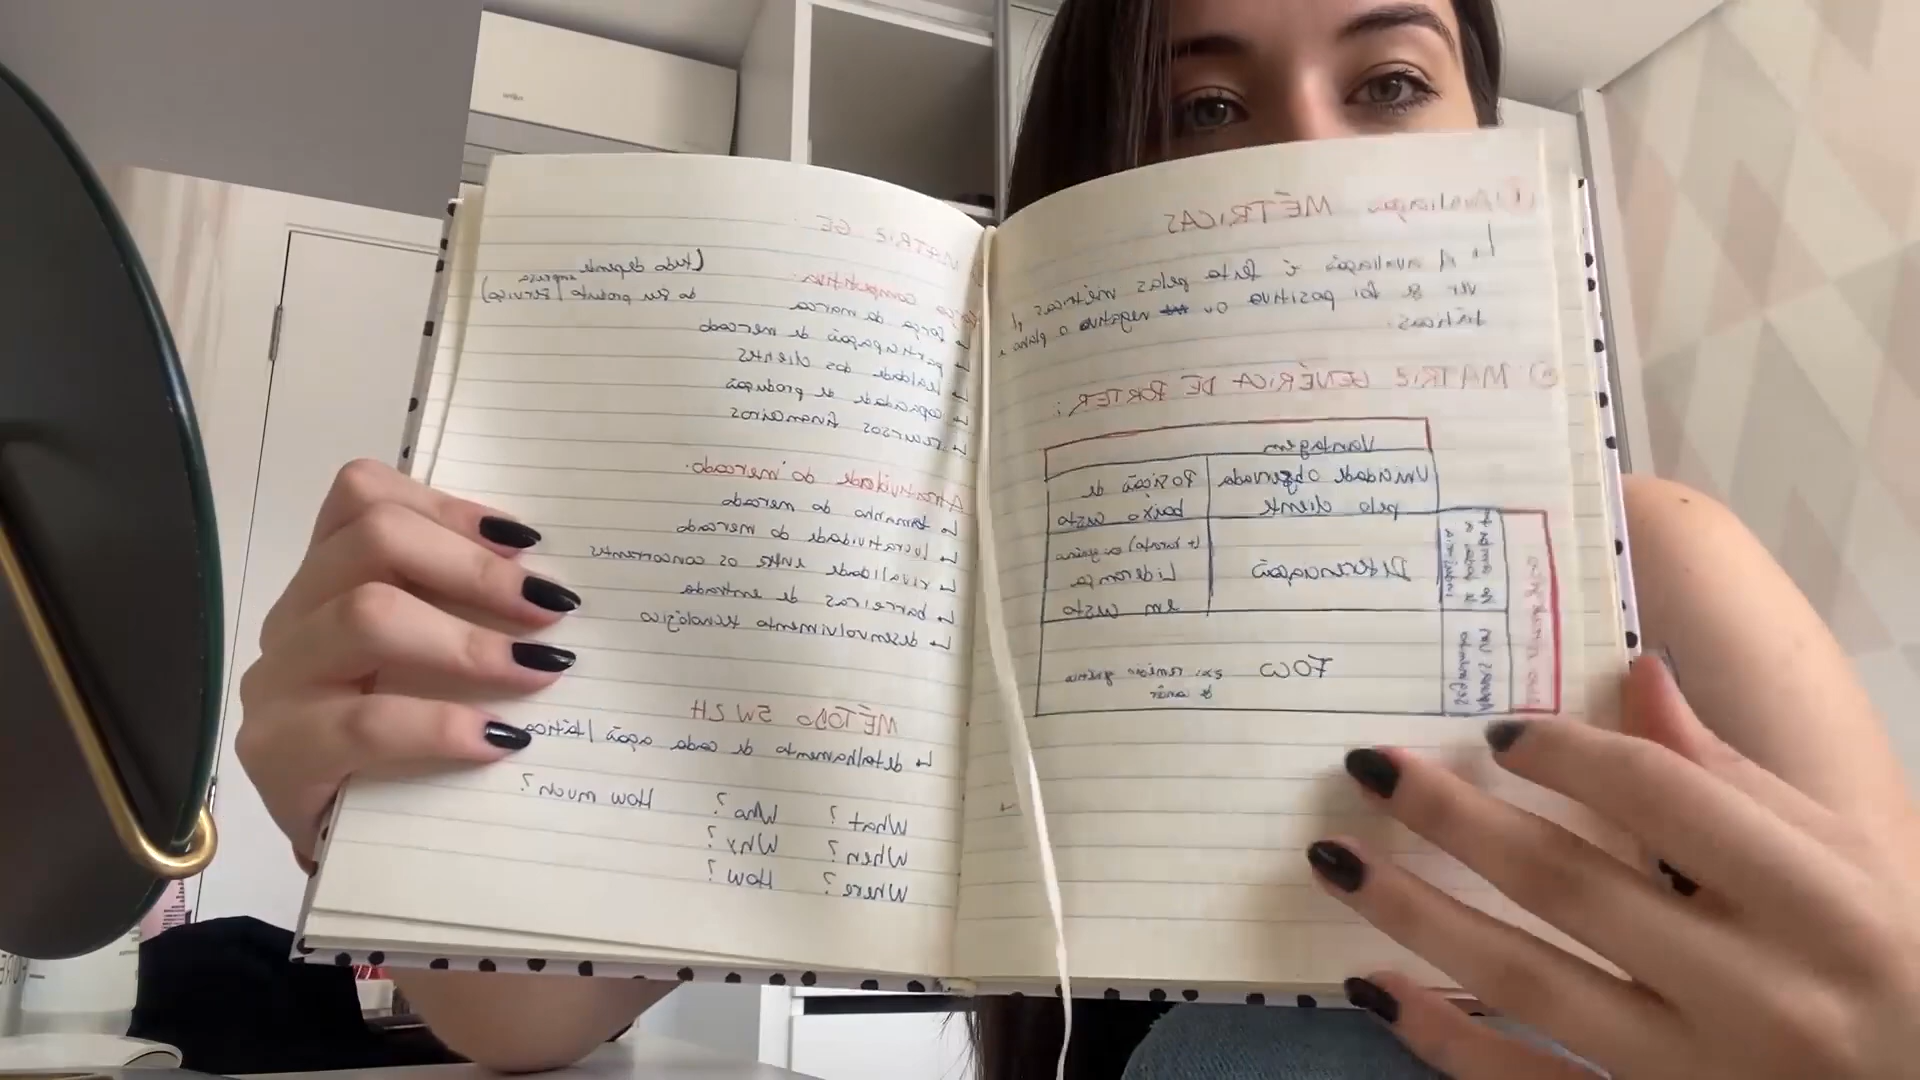 Avaliação MÉTRICAS
↳ A avaliação é feita pelas métricas p/
ver se foi positivo ou negativo o plano e
táticas.
MATRIZ GENÉRICA DE PORTER:
Vantagem
Unicidade observada
pelo cliente
Posição de
baixo custo
Diferenciação
(+ barato)
Liderança
em custo
FOCO
ex: remédio
MATRIZ GE
competitiva:
↳ força da marca
↳ participação de mercado
↳ lealdade dos clientes
↳ capacidade de produção
↳ recursos financeiros
(tudo depende
da sua empresa
produto / serviço)
Atratividade do mercado.
↳ tamanho do mercado
↳ lucratividade do mercado
↳ rivalidade entre os concorrentes
↳ barreiras de entrada
↳ desenvolvimento tecnológico
MÉTODO 5W2H
↳ detalhamento de cada ação / tática
What? Who? How much?
When? Why?
Where? How?